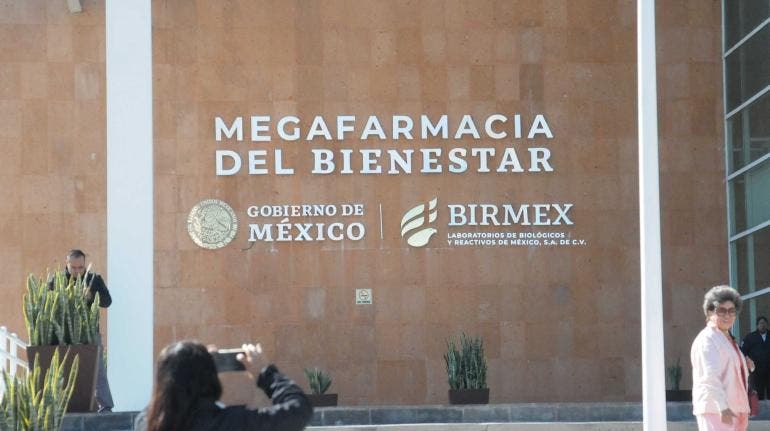 MEGAFARMACIA
DEL BIENESTAR
GOBIERNO DE
MÉXICO
BIRMEX
LABORATORIOS DE BIOLÓGICOS
Y REACTIVOS DE MÉXICO, S.A. DE C.V.